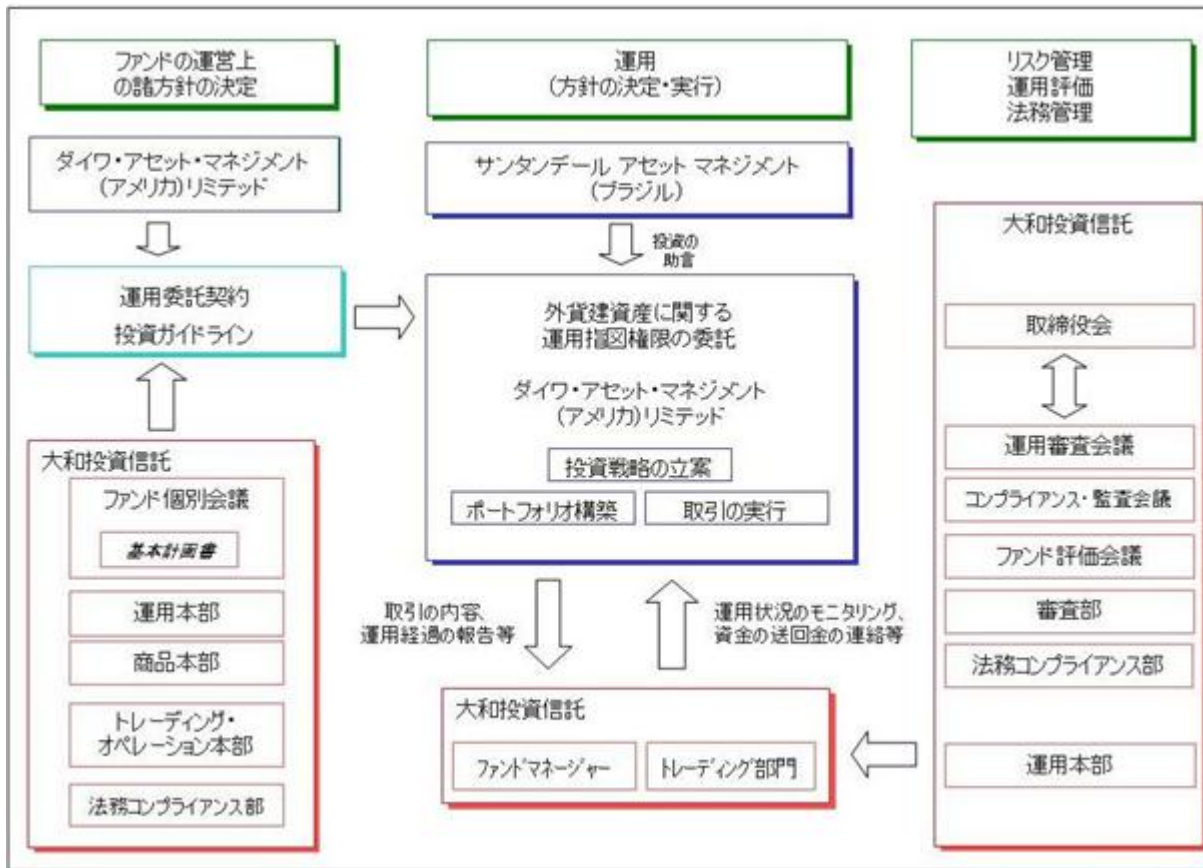 ファンドの運営上
の諸方針の決定
運用
(方針の決定・実行)
リスク管理
運用評価
法務管理
ダイワ・アセット・マネジメント
(アメリカ)リミテッド
サンタンデール アセット マネジメント
(ブラジル)
投資の
助言
運用委託契約
投資ガイドライン
外貨建資産に関する
運用指図権限の委託
ダイワ・アセット・マネジメント
(アメリカ)リミテッド
投資戦略の立案
ポートフォリオ構築
取引の実行
大和投資信託
ファンド個別会議
基本計画書
運用本部
商品本部
トレーディング・
オペレーション本部
法務コンプライアンス部
取引の内容、
運用経過の報告等
運用状況のモニタリング、
資金の送回金の連絡等
大和投資信託
ファンドマネージャー
トレーディング部門
大和投資信託
取締役会
運用審査会議
コンプライアンス・監査会議
ファンド評価会議
審査部
法務コンプライアンス部
運用本部